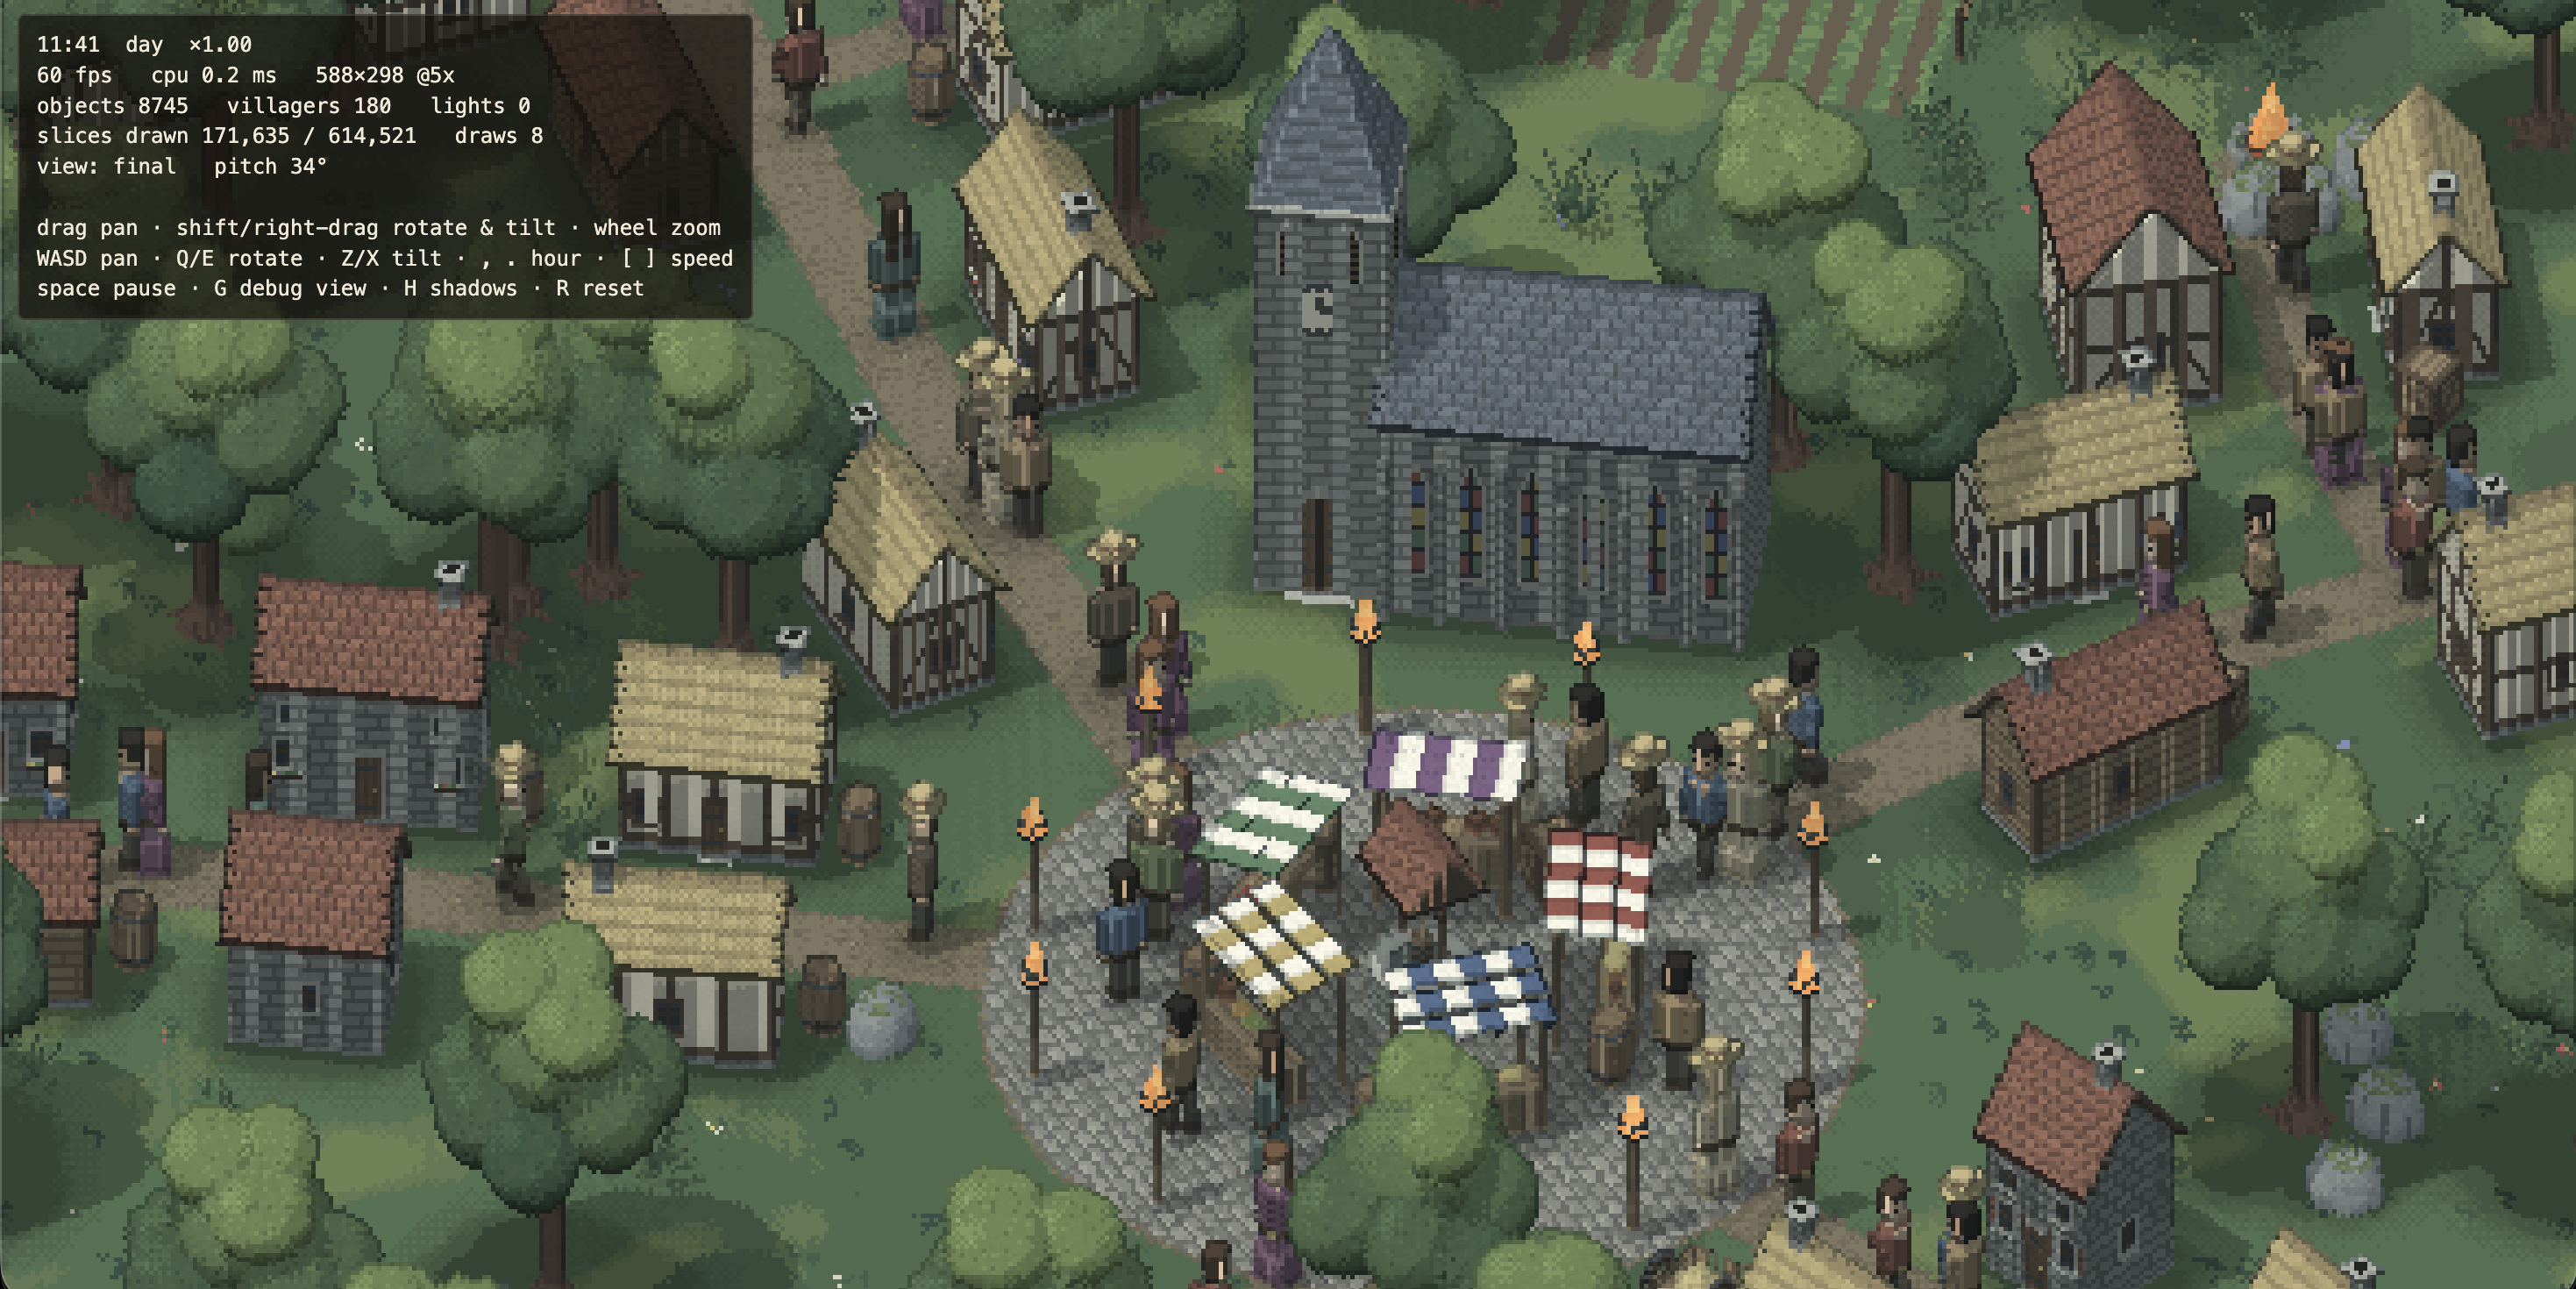 11:41 day ×1.00
60 fps cpu 0.2 ms 588×298 @5x
objects 8745 villagers 180 lights 0
slices drawn 171,635 / 614,521 draws 8
view: final pitch 34°
drag pan · shift/right-drag rotate & tilt · wheel zoom
WASD pan · Q/E rotate · Z/X tilt · , . hour · [ ] speed
space pause · G debug view · H shadows · R reset